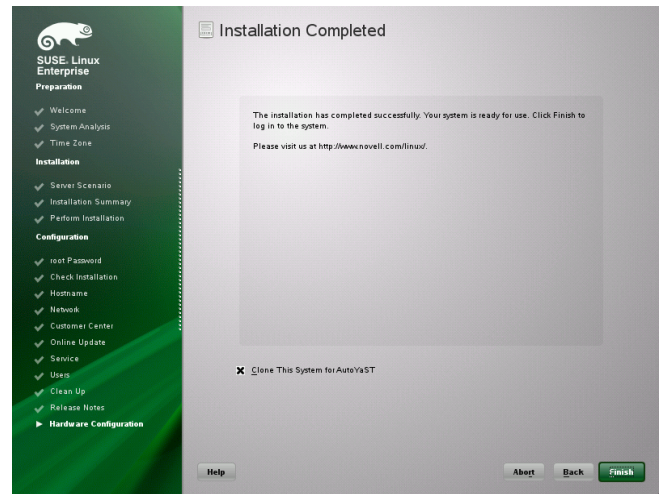 SUSE. Linux
Enterprise
Preparation
Welcome
System Analysis
Time Zone
Installation
Server Scenario
Installation Summary
Perform Installation
Configuration
root Password
Check Installation
Hostname
Network
Customer Center
Online Update
Service
Users
Clean Up
Release Notes
Hardware Configuration
Installation Completed
The installation has completed successfully. Your system is ready for use. Click Finish to
log in to the system.
Please visit us at http://www.novell.com/linux/.
Clone This System for AutoYaST
Help
Abort
Back
Finish